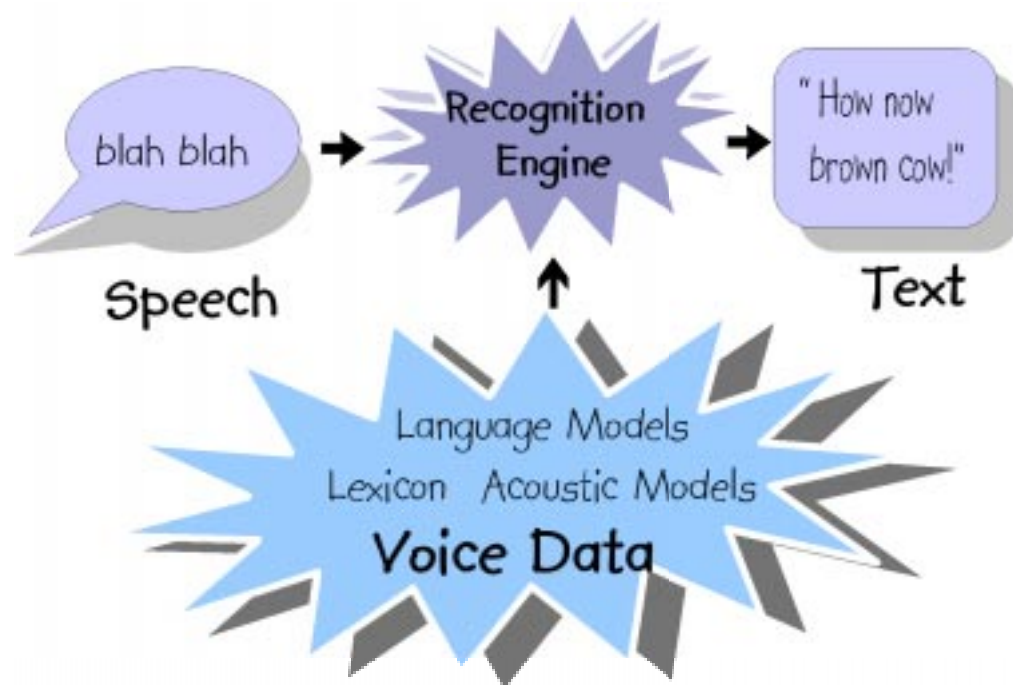 blah blah
Speech
Recognition
Engine
" How now
brown cow!"
Text
Language Models
Lexicon Acoustic Models
Voice Data